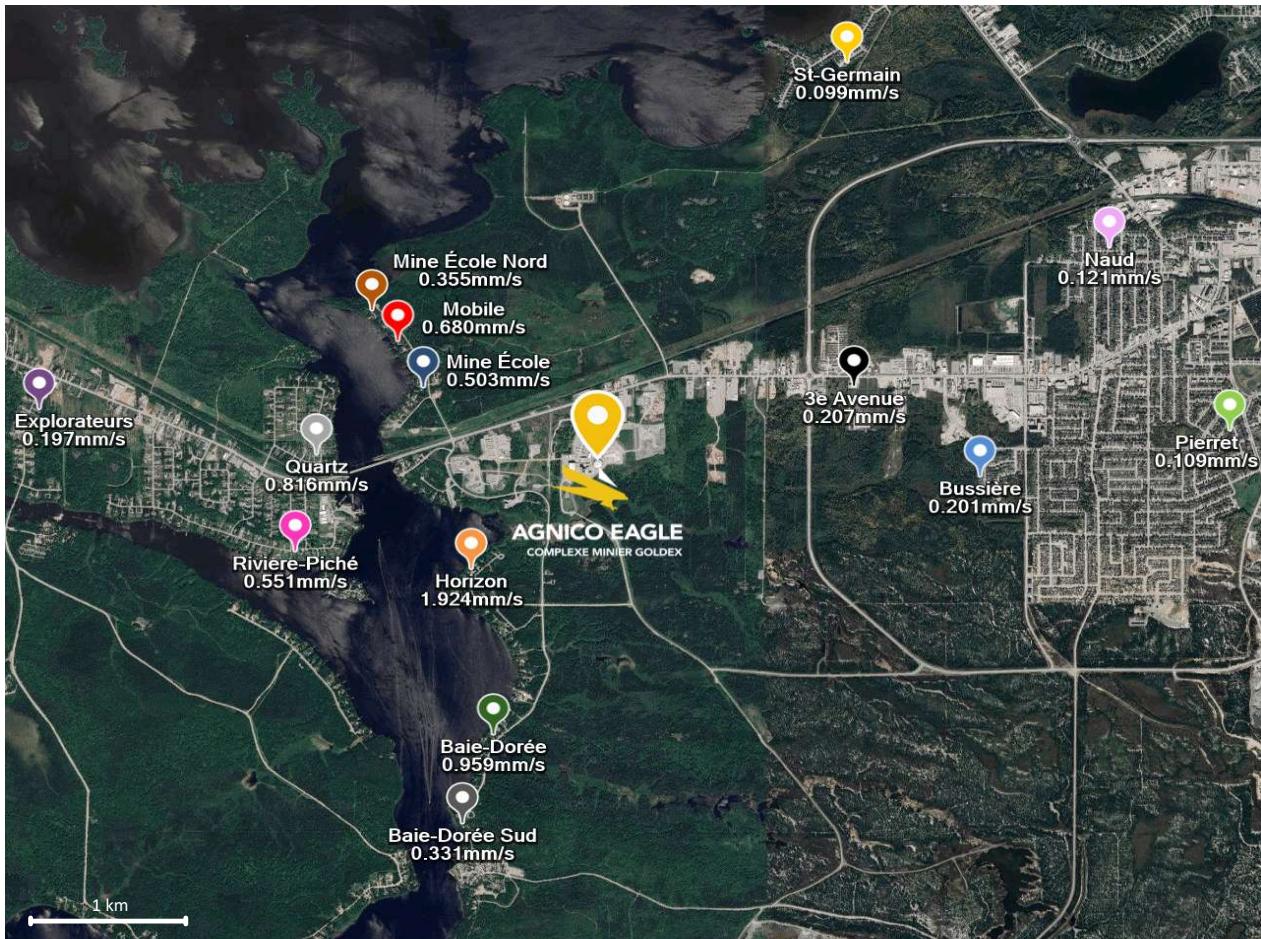 St-Germain
0.099mm/s
Naud
0.121mm/s
Mine École Nord
0.355mm/s
Mobile
0.680mm/s
Mine École
0.503mm/s
Explorateurs
0.197mm/s
3e Avenue
0.207mm/s
Pierret
0.109mm/s
Quartz
0.816mm/s
Bussière
0.201mm/s
AGNICO EAGLE
COMPLEXE MINIER GOLDEX
Riviere-Piché
0.551mm/s
Horizon
1.924mm/s
Baie-Dorée
0.959mm/s
Baie-Dorée Sud
0.331mm/s
1 km